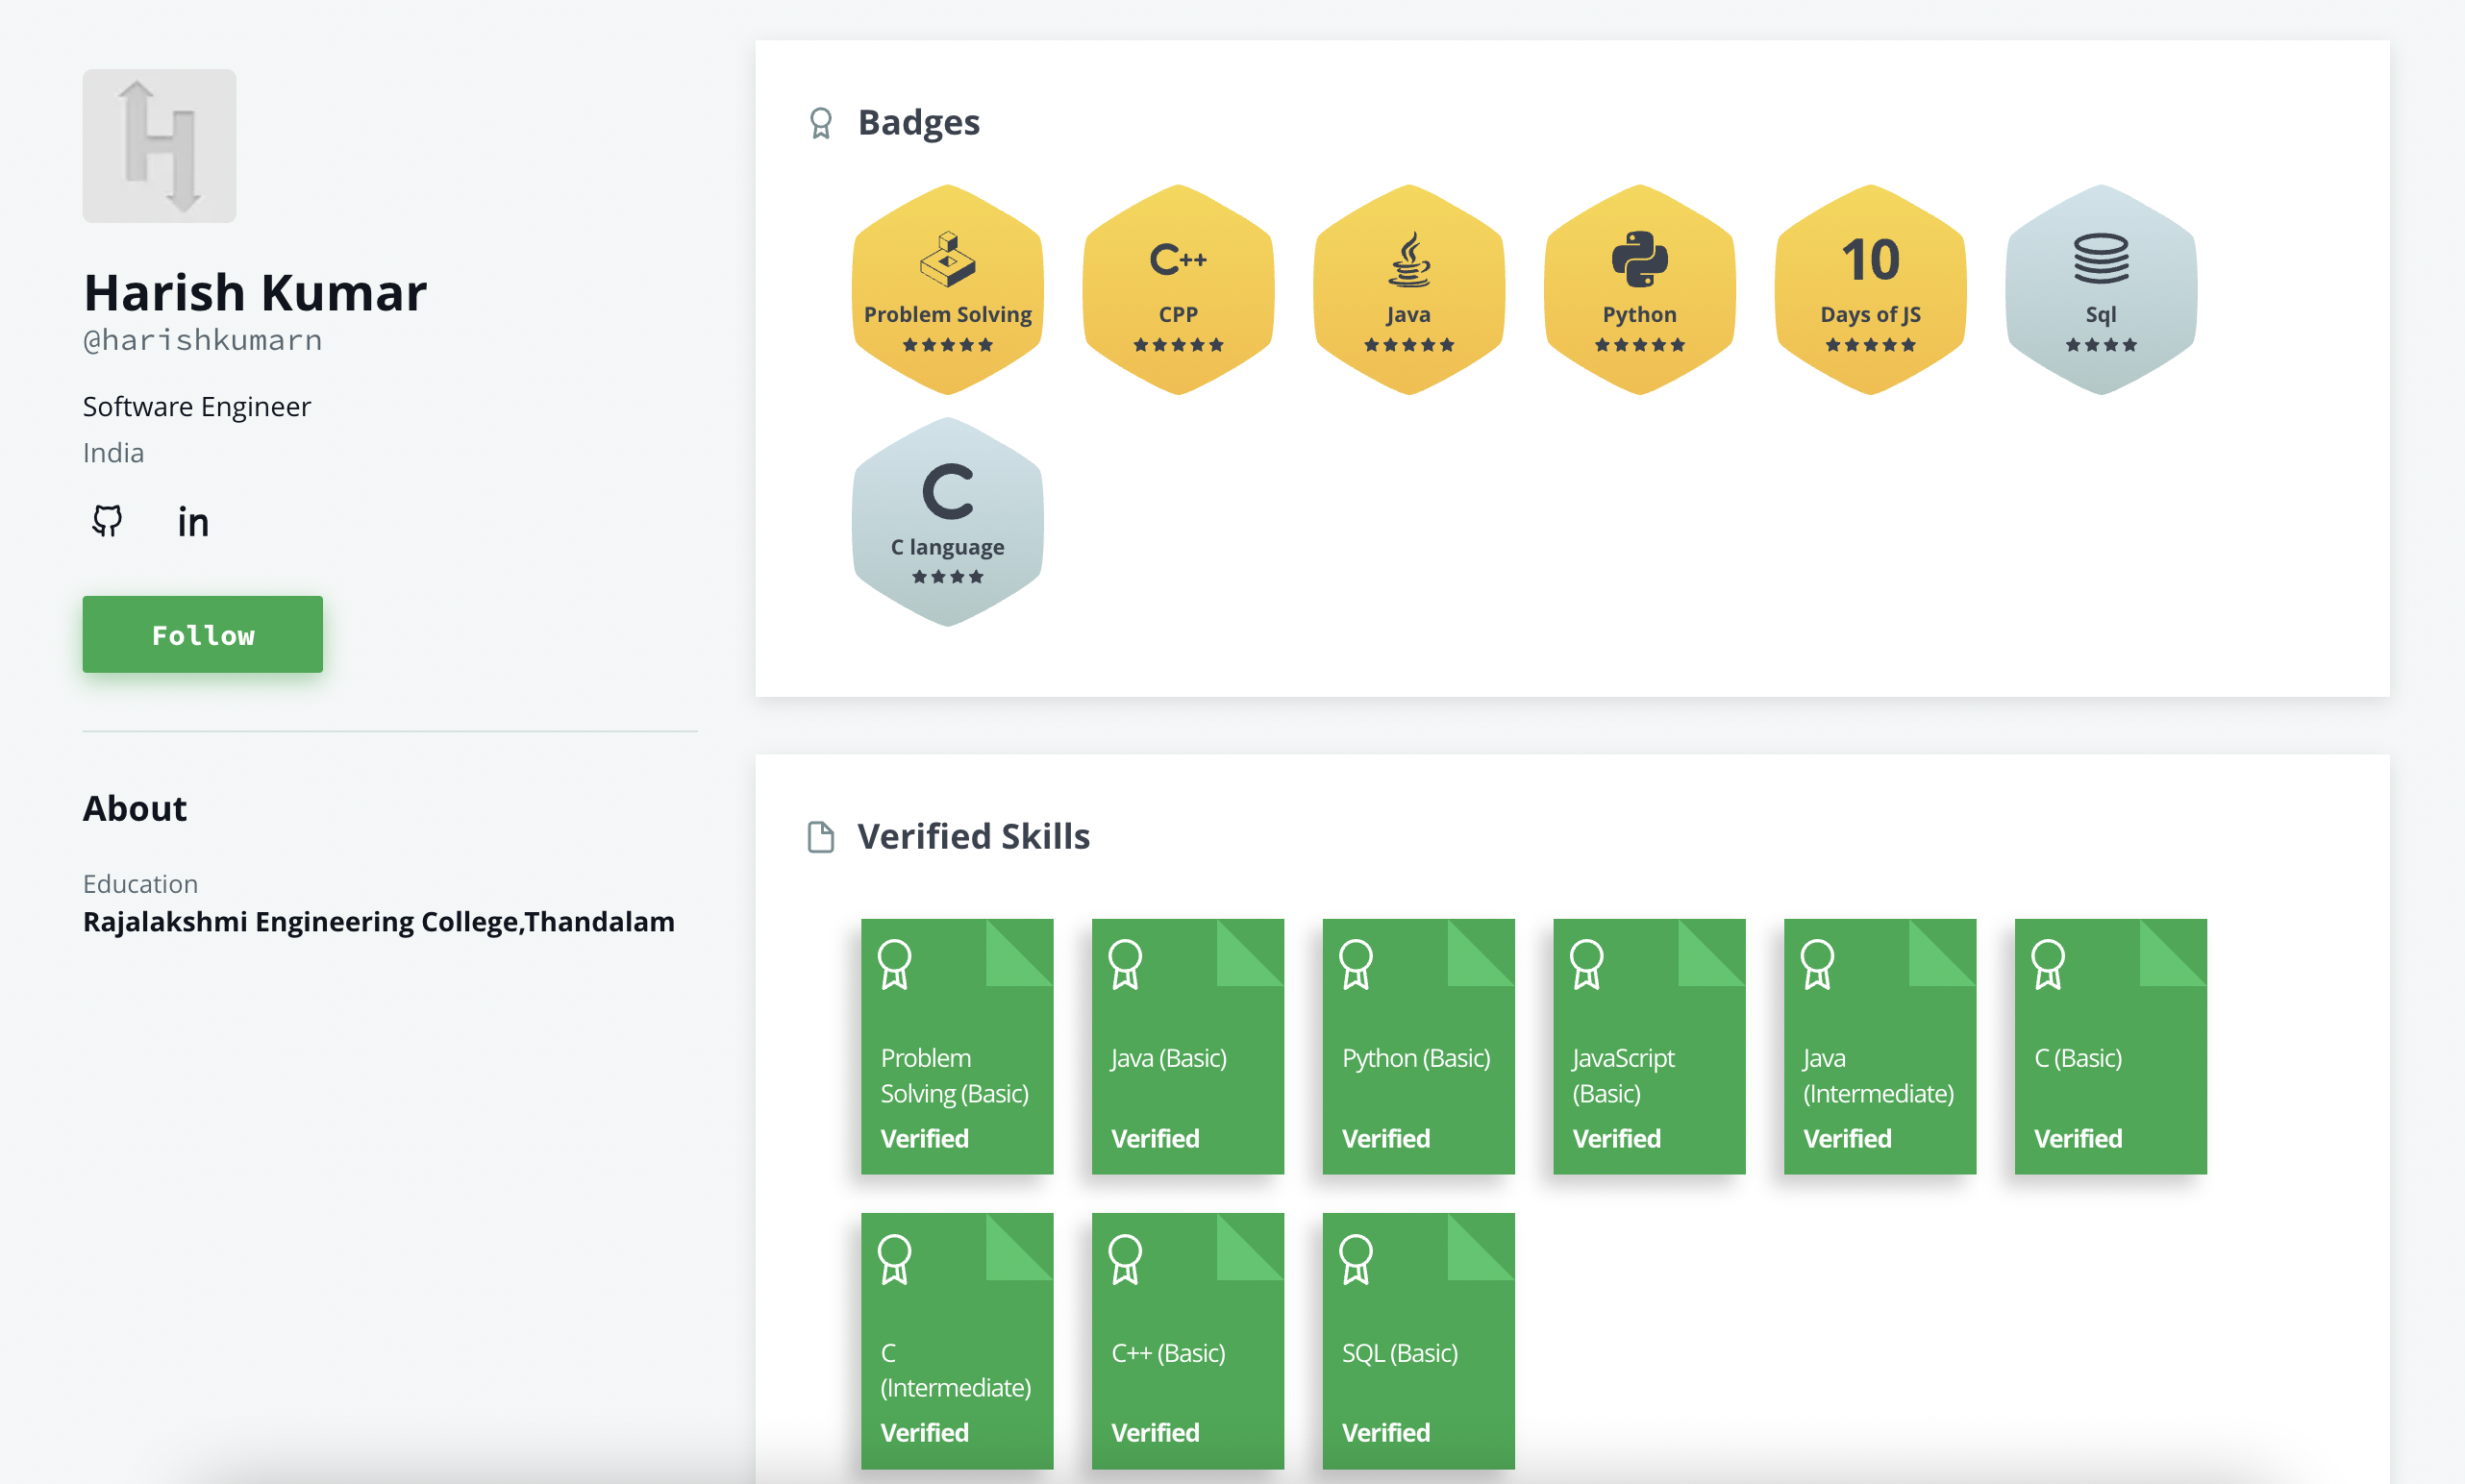 Harish Kumar
@harishkumarn
Software Engineer
India
in
Follow
About
Education
Rajalakshmi Engineering College,Thandalam
Badges
Problem Solving
C++
CPP
Java
Python
10
Days of JS
Sql
C
C language
Verified Skills
Problem
Solving (Basic)
Verified
Java (Basic)
Verified
Python (Basic)
Verified
JavaScript
(Basic)
Verified
Java
(Intermediate)
Verified
C (Basic)
Verified
C
(Intermediate)
Verified
C++ (Basic)
Verified
SQL (Basic)
Verified